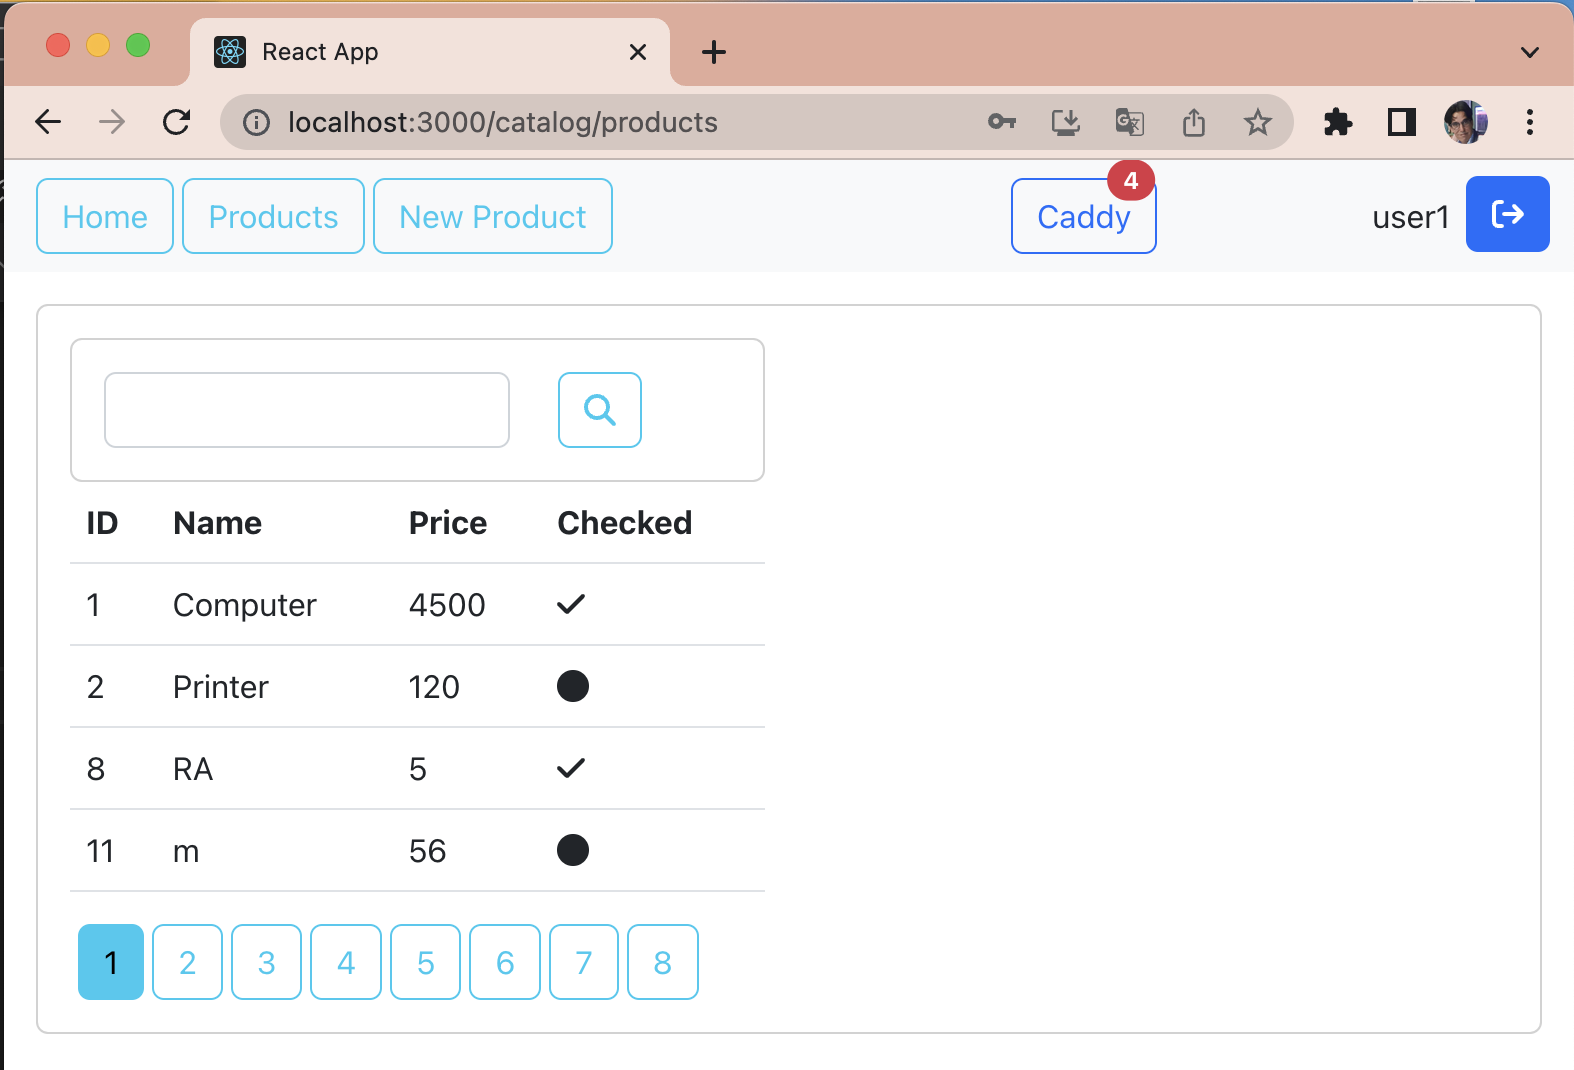 React App
localhost:3000/catalog/products
Home Products New Product Caddy 4 user1
ID Name Price Checked
1 Computer 4500
2 Printer 120
8 RA 5
11 m 56
1 2 3 4 5 6 7 8